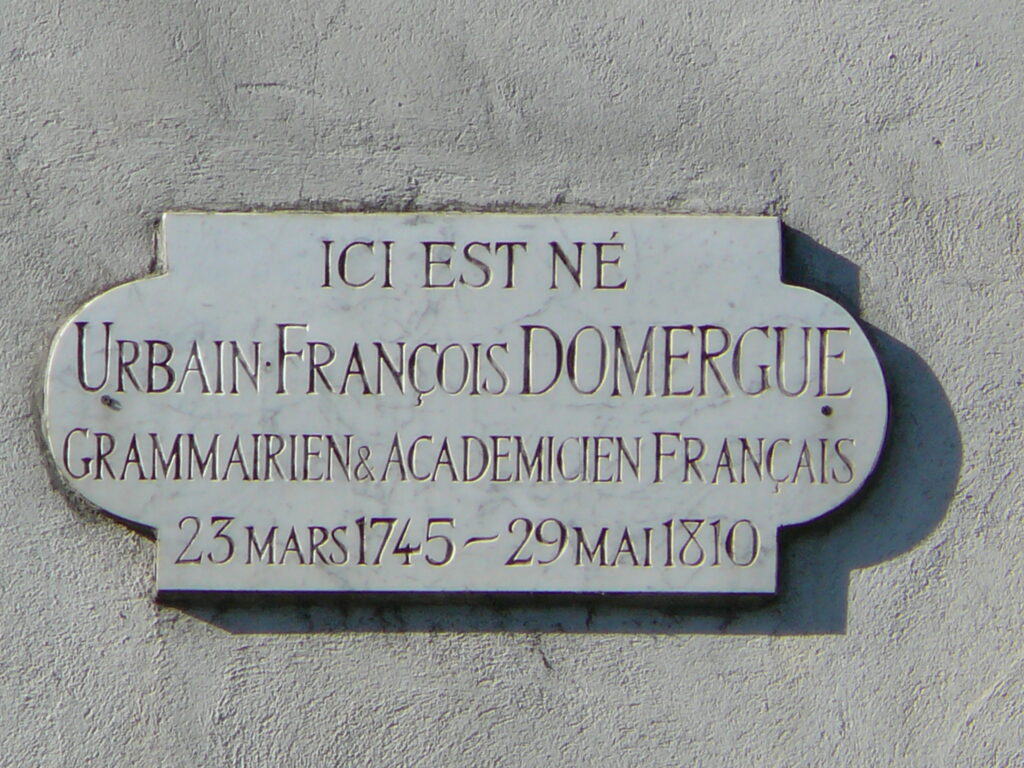 ICI EST NÉ
URBAIN·FRANÇOIS DOMERGUE
GRAMMAIRIEN & ACADEMICIEN FRANÇAIS
23 MARS 1745 ~ 29 MAI 1810